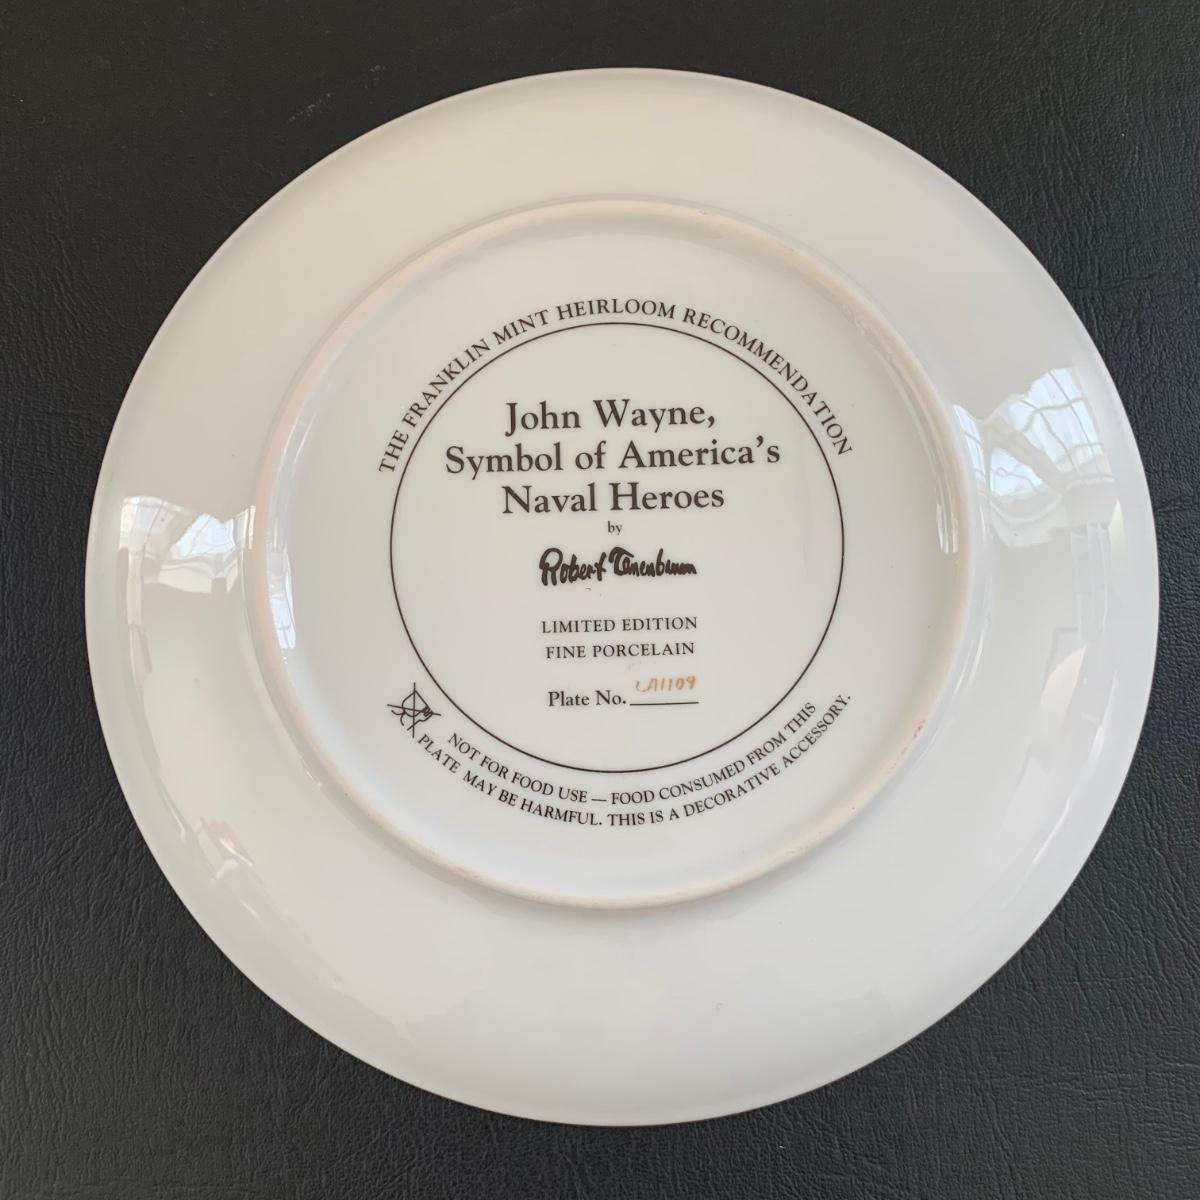 THE FRANKLIN MINT HEIRLOOM RECOMMENDATION
John Wayne,
Symbol of America's
Naval Heroes
by
Robert Tanenbaum
LIMITED EDITION
FINE PORCELAIN
Plate No. LA1109
NOT FOR FOOD USE — FOOD CONSUMED FROM THIS
PLATE MAY BE HARMFUL. THIS IS A DECORATIVE ACCESSORY.